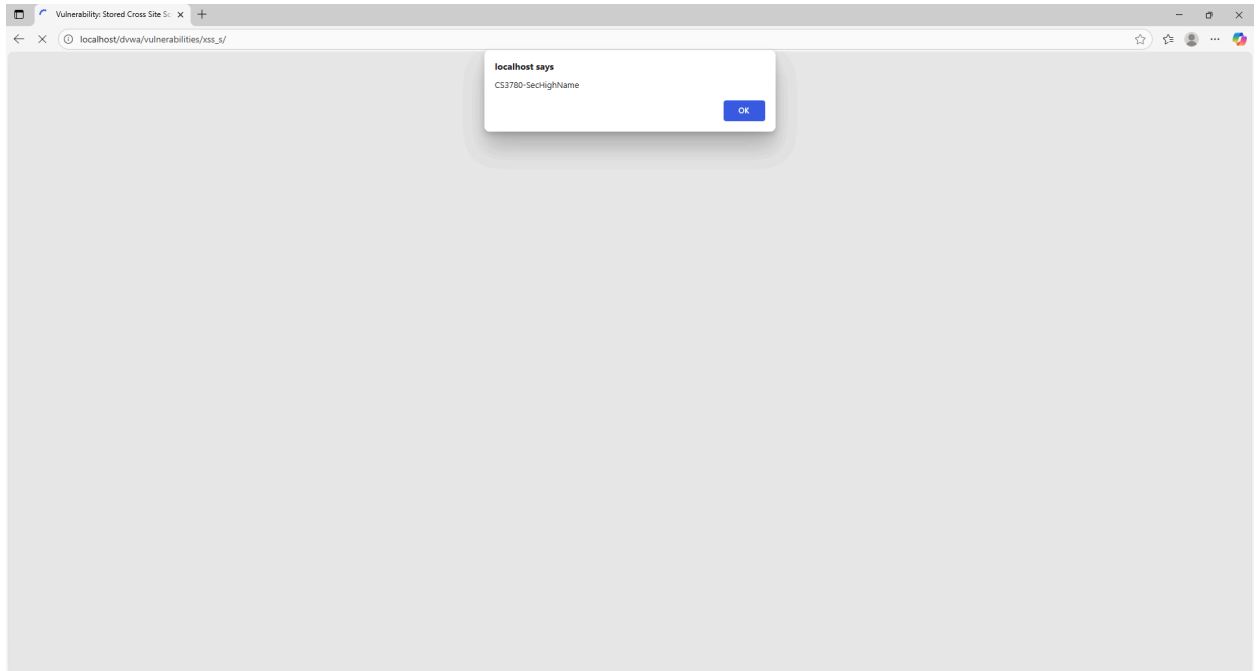 Vulnerability: Stored Cross Site Sc
localhost/dvwa/vulnerabilities/xss_s/
localhost says
CS3780-SecHighName
OK